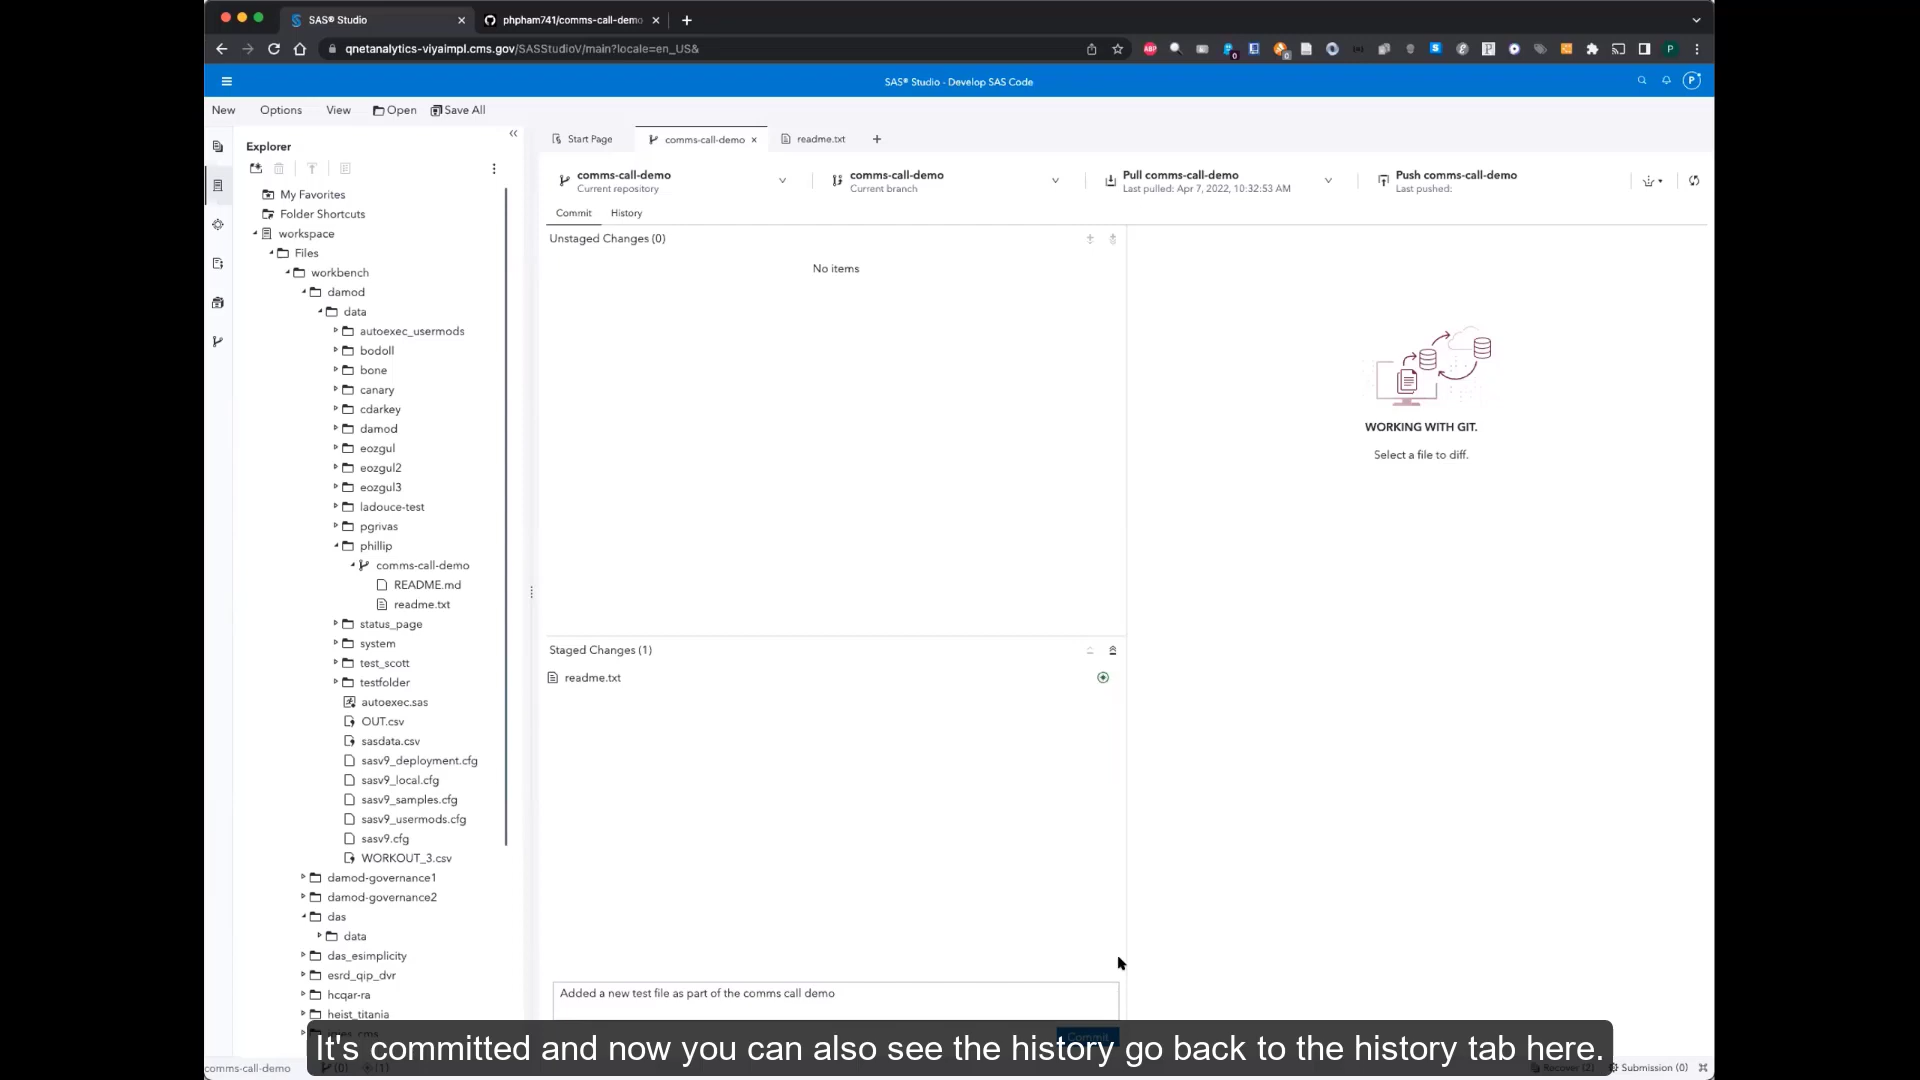 SAS® Studio
phpham741/comms-call-demo
qnetanalytics-viyaimpl.cms.gov/SASStudioV/main?locale=en_US&
SAS® Studio - Develop SAS Code
P
New Options View Open Save All
Explorer
My Favorites
Folder Shortcuts
workspace
Files
workbench
damod
data
autoexec_usermods
bodoll
bone
canary
cdarkey
damod
eozgul
eozgul2
eozgul3
ladouce-test
pgrivas
phillip
comms-call-demo
README.md
readme.txt
status_page
system
test_scott
testfolder
autoexec.sas
OUT.csv
sasdata.csv
sasv9_deployment.cfg
sasv9_local.cfg
sasv9_samples.cfg
sasv9_usermods.cfg
sasv9.cfg
WORKOUT_3.csv
damod-governance1
damod-governance2
das
data
das_esimplicity
esrd_qip_dvr
hcqar-ra
heist_titania
Start Page
comms-call-demo
readme.txt
comms-call-demo
Current repository
comms-call-demo
Current branch
Pull comms-call-demo
Last pulled: Apr 7, 2022, 10:32:53 AM
Push comms-call-demo
Last pushed:
Commit History
Unstaged Changes (0)
No items
Staged Changes (1)
readme.txt
Added a new test file as part of the comms call demo
Commit
WORKING WITH GIT.
Select a file to diff.
It's committed and now you can also see the history go back to the history tab here.
comms-call-demo
(0)
(1)
Recover (2)
Submission (0)